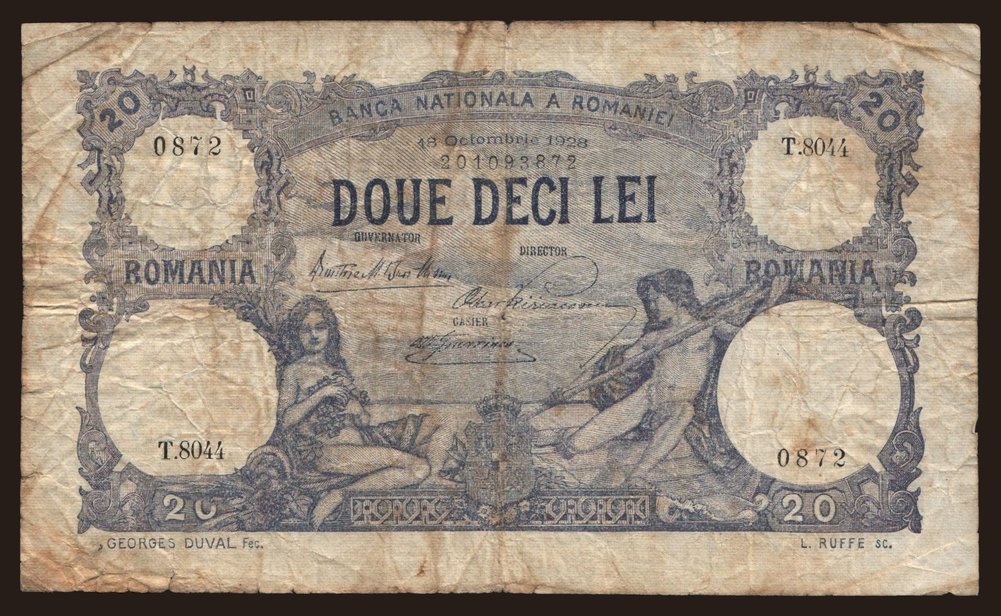 20 20
BANCA NATIONALA A ROMANIEI
0872 T.8044
18 Octombrie 1928
201093872
DOUE DECI LEI
GUVERNATOR
DIRECTOR
ROMANIA ROMANIA
CASIER
T.8044 0872
20 20
GEORGES DUVAL Fec. L. RUFFE sc.